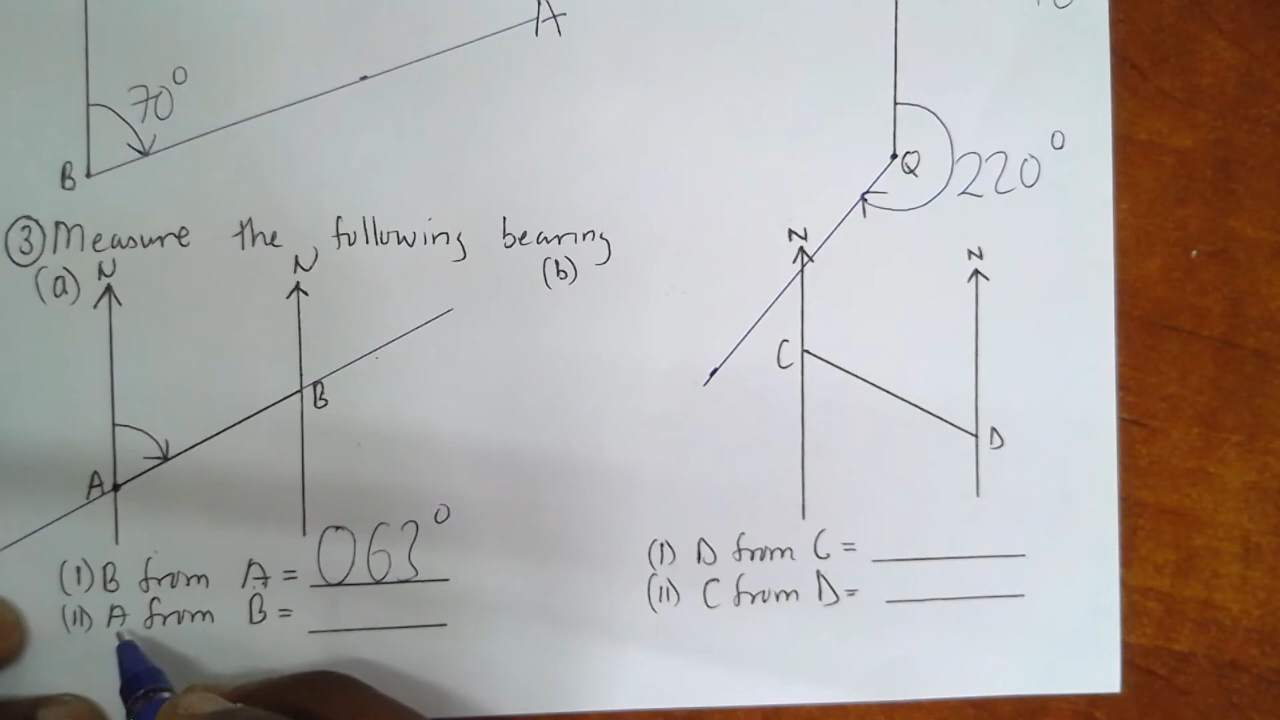 A
70°
B
Q
220°
③ Measure the following bearing
(a) N N (b) N N
A B C D
(i) B from A = 063°
(ii) A from B =
(i) D from C =
(ii) C from D =